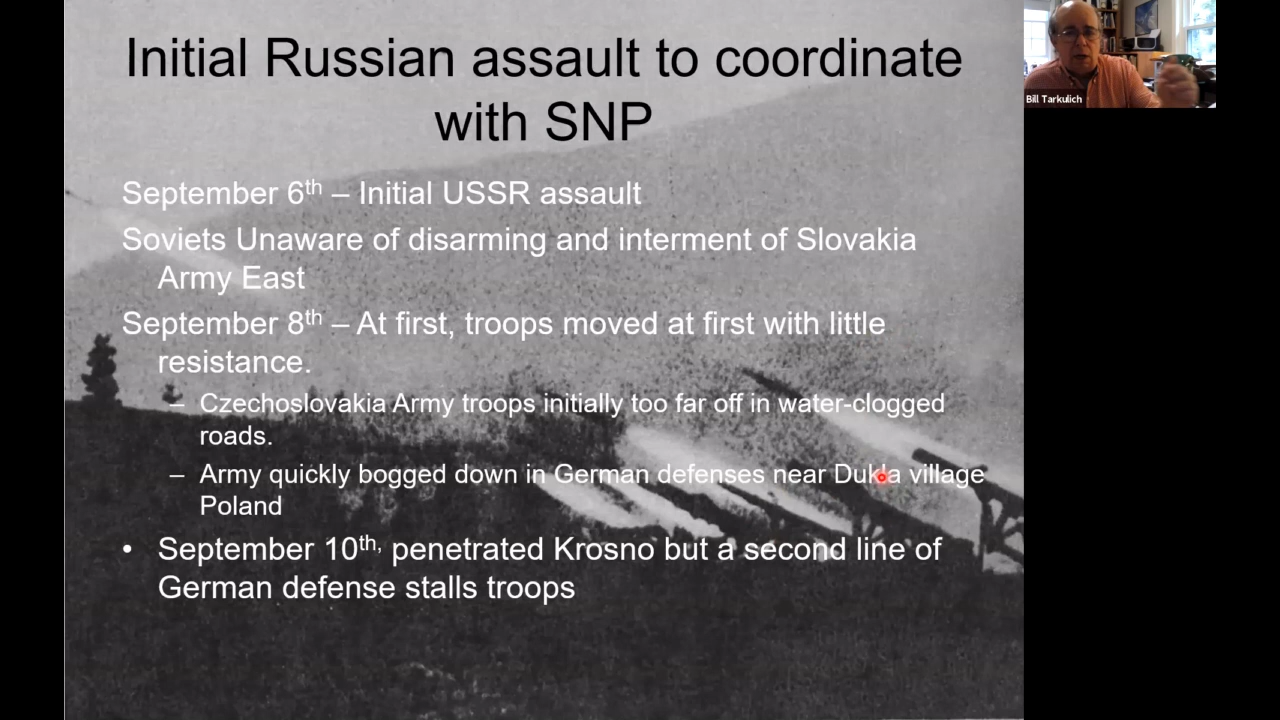 Initial Russian assault to coordinate
with SNP
Bill Tarkulich
September 6th – Initial USSR assault
Soviets Unaware of disarming and interment of Slovakia
Army East
September 8th – At first, troops moved at first with little
resistance.
– Czechoslovakia Army troops initially too far off in water-clogged
roads.
– Army quickly bogged down in German defenses near Dukla village
Poland
• September 10th, penetrated Krosno but a second line of
German defense stalls troops